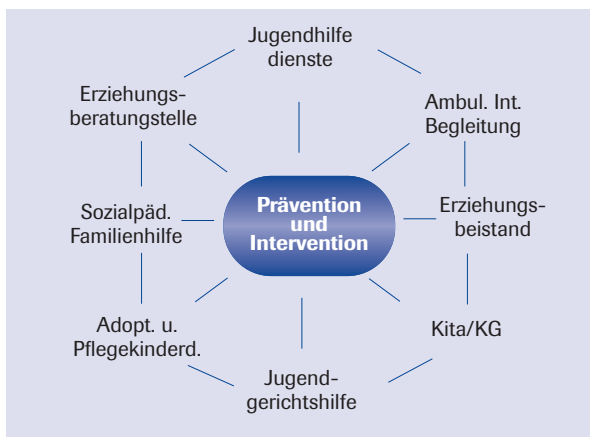 Jugendhilfe
dienste
Erziehungs-
beratungstelle
Ambul. Int.
Begleitung
Sozialpäd.
Familienhilfe
Prävention
und
Intervention
Erziehungs-
beistand
Adopt. u.
Pflegekinderd.
Kita/KG
Jugend-
gerichtshilfe